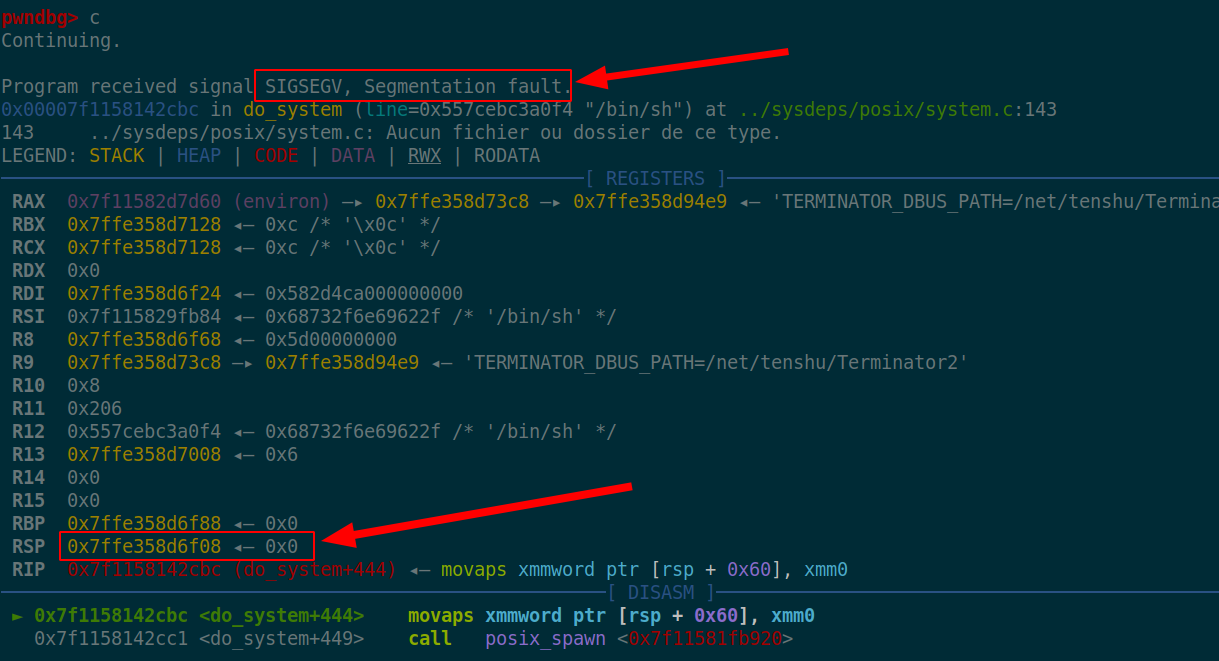 pwndbg> c
Continuing.
Program received signal SIGSEGV, Segmentation fault.
0x00007f1158142cbc in do_system (line=0x557cebc3a0f4 "/bin/sh") at ../sysdeps/posix/system.c:143
143 ../sysdeps/posix/system.c: Aucun fichier ou dossier de ce type.
LEGEND: STACK | HEAP | CODE | DATA | RWX | RODATA
[ REGISTERS ]
RAX 0x7f11582d7d60 (environ) —▸ 0x7ffe358d73c8 —▸ 0x7ffe358d94e9 ◂— 'TERMINATOR_DBUS_PATH=/net/tenshu/Termina
RBX 0x7ffe358d7128 ◂— 0xc /* '\x0c' */
RCX 0x7ffe358d7128 ◂— 0xc /* '\x0c' */
RDX 0x0
RDI 0x7ffe358d6f24 ◂— 0x582d4ca000000000
RSI 0x7f115829fb84 ◂— 0x68732f6e69622f /* '/bin/sh' */
R8 0x7ffe358d6f68 ◂— 0x5d00000000
R9 0x7ffe358d73c8 —▸ 0x7ffe358d94e9 ◂— 'TERMINATOR_DBUS_PATH=/net/tenshu/Terminator2'
R10 0x8
R11 0x206
R12 0x557cebc3a0f4 ◂— 0x68732f6e69622f /* '/bin/sh' */
R13 0x7ffe358d7008 ◂— 0x6
R14 0x0
R15 0x0
RBP 0x7ffe358d6f88 ◂— 0x0
RSP 0x7ffe358d6f08 ◂— 0x0
RIP 0x7f1158142cbc (do_system+444) ◂— movaps xmmword ptr [rsp + 0x60], xmm0
[ DISASM ]
► 0x7f1158142cbc <do_system+444> movaps xmmword ptr [rsp + 0x60], xmm0
0x7f1158142cc1 <do_system+449> call posix_spawn <0x7f11581fb920>